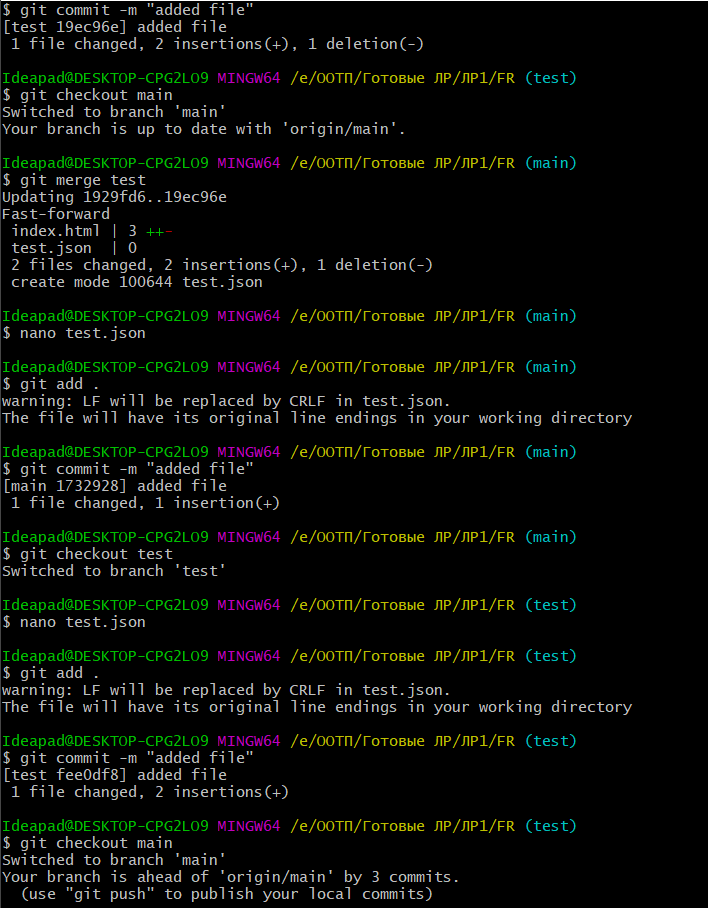 $ git commit -m "added file"
[test 19ec96e] added file
 1 file changed, 2 insertions(+), 1 deletion(-)

Ideapad@DESKTOP-CPG2LO9 MINGW64 /e/ООТП/Готовые ЛР/ЛР1/FR (test)
$ git checkout main
Switched to branch 'main'
Your branch is up to date with 'origin/main'.

Ideapad@DESKTOP-CPG2LO9 MINGW64 /e/ООТП/Готовые ЛР/ЛР1/FR (main)
$ git merge test
Updating 1929fd6..19ec96e
Fast-forward
 index.html | 3 ++-
 test.json  | 0
 2 files changed, 2 insertions(+), 1 deletion(-)
 create mode 100644 test.json

Ideapad@DESKTOP-CPG2LO9 MINGW64 /e/ООТП/Готовые ЛР/ЛР1/FR (main)
$ nano test.json

Ideapad@DESKTOP-CPG2LO9 MINGW64 /e/ООТП/Готовые ЛР/ЛР1/FR (main)
$ git add .
warning: LF will be replaced by CRLF in test.json.
The file will have its original line endings in your working directory

Ideapad@DESKTOP-CPG2LO9 MINGW64 /e/ООТП/Готовые ЛР/ЛР1/FR (main)
$ git commit -m "added file"
[main 1732928] added file
 1 file changed, 1 insertion(+)

Ideapad@DESKTOP-CPG2LO9 MINGW64 /e/ООТП/Готовые ЛР/ЛР1/FR (main)
$ git checkout test
Switched to branch 'test'

Ideapad@DESKTOP-CPG2LO9 MINGW64 /e/ООТП/Готовые ЛР/ЛР1/FR (test)
$ nano test.json

Ideapad@DESKTOP-CPG2LO9 MINGW64 /e/ООТП/Готовые ЛР/ЛР1/FR (test)
$ git add .
warning: LF will be replaced by CRLF in test.json.
The file will have its original line endings in your working directory

Ideapad@DESKTOP-CPG2LO9 MINGW64 /e/ООТП/Готовые ЛР/ЛР1/FR (test)
$ git commit -m "added file"
[test fee0df8] added file
 1 file changed, 2 insertions(+)

Ideapad@DESKTOP-CPG2LO9 MINGW64 /e/ООТП/Готовые ЛР/ЛР1/FR (test)
$ git checkout main
Switched to branch 'main'
Your branch is ahead of 'origin/main' by 3 commits.
  (use "git push" to publish your local commits)